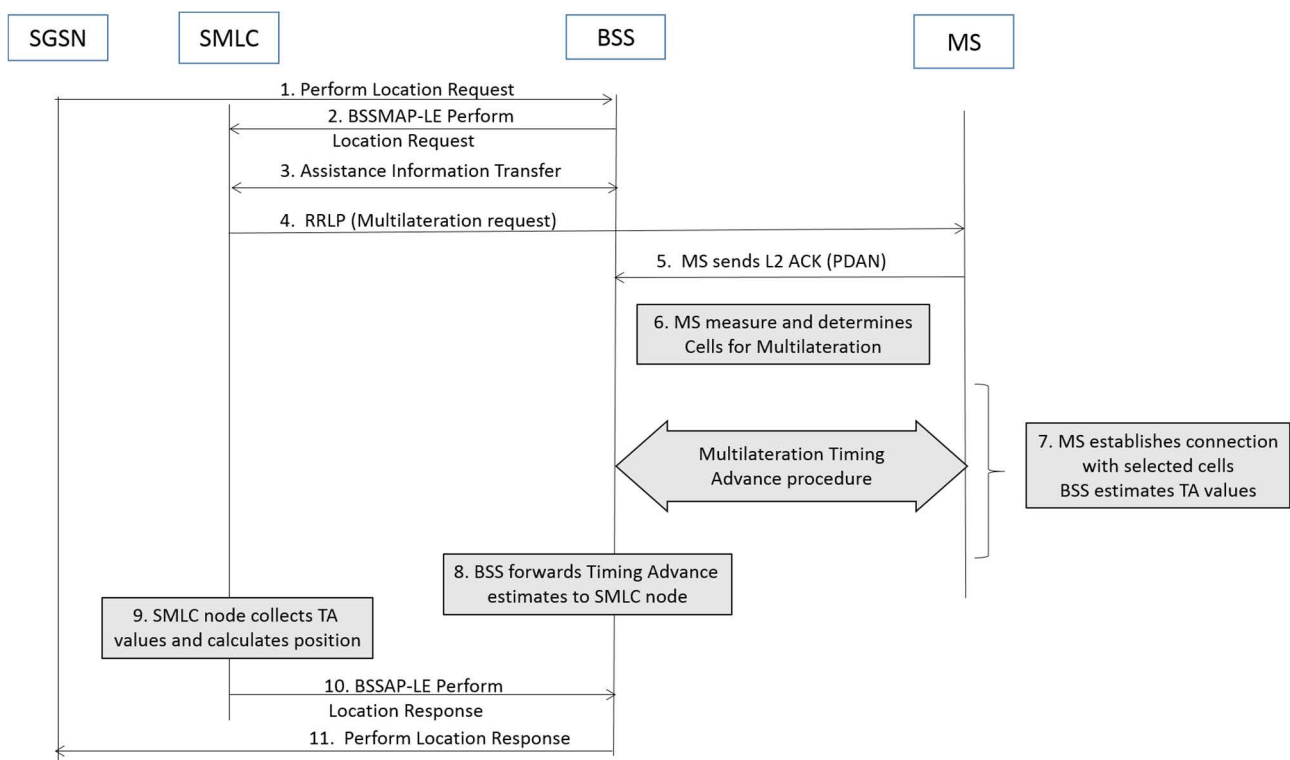 SGSN
SMLC
BSS
MS
1. Perform Location Request
2. BSSMAP-LE Perform
Location Request
3. Assistance Information Transfer
4. RRLP (Multilateration request)
5. MS sends L2 ACK (PDAN)
6. MS measure and determines
Cells for Multilateration
Multilateration Timing
Advance procedure
7. MS establishes connection
with selected cells
BSS estimates TA values
8. BSS forwards Timing Advance
estimates to SMLC node
9. SMLC node collects TA
values and calculates position
10. BSSAP-LE Perform
Location Response
11. Perform Location Response